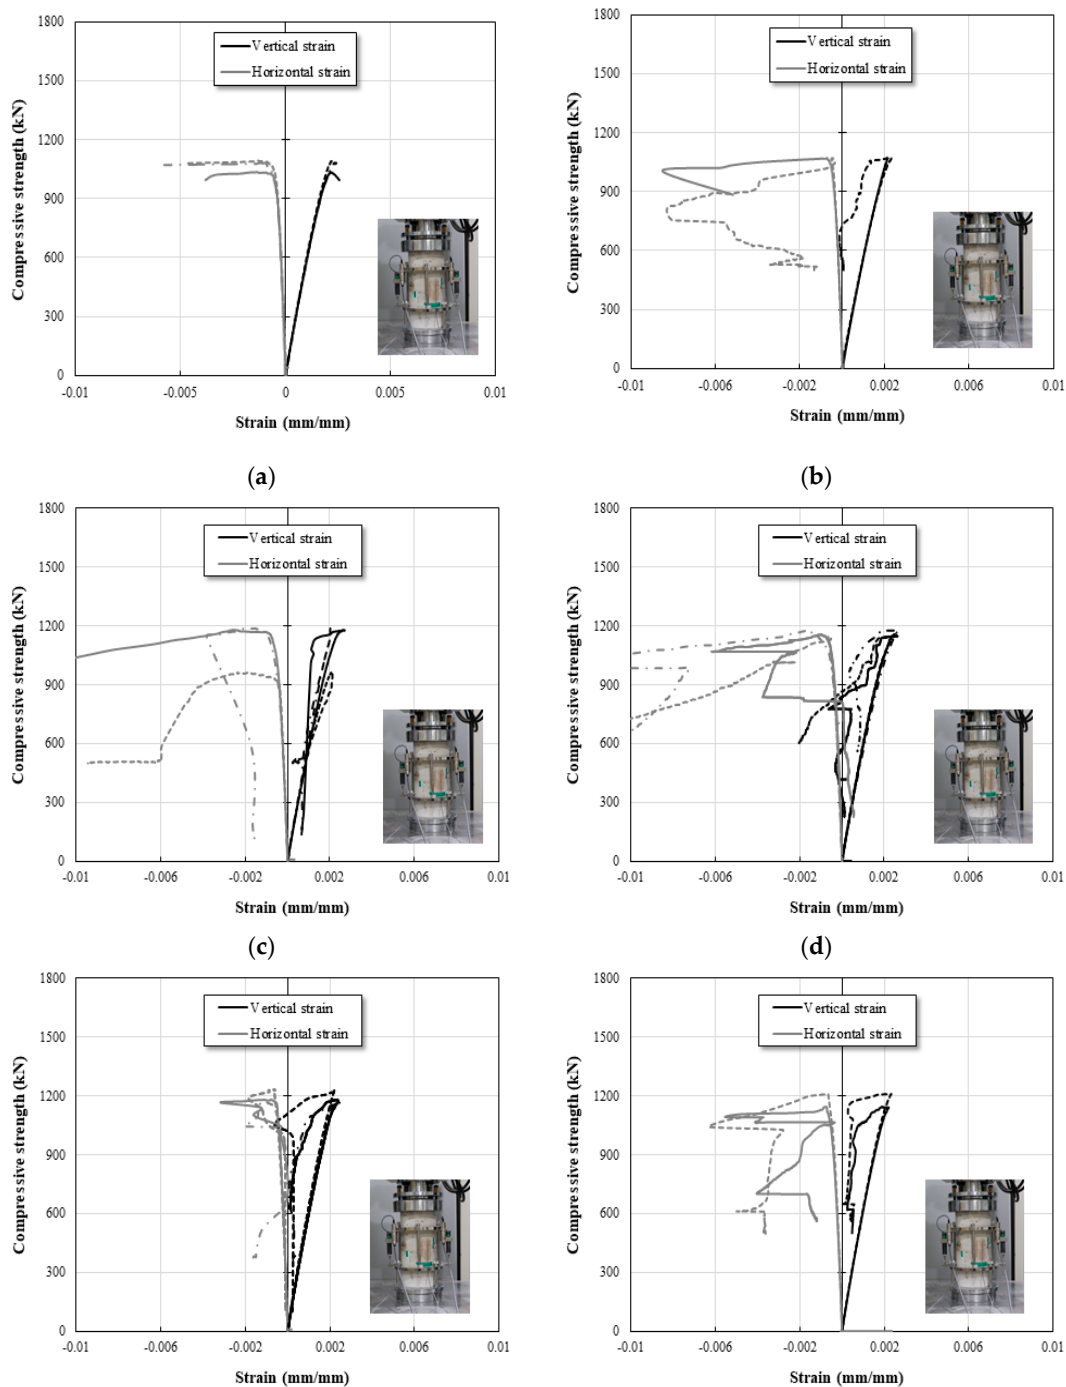 Compressive strength (kN)
1800
1500
1200
900
600
300
0
Vertical strain
Horizontal strain
-0.01
-0.005
0
0.005
0.01
Strain (mm/mm)
(a)
Compressive strength (kN)
1800
1500
1200
900
600
300
0
Vertical strain
Horizontal strain
-0.01
-0.006
-0.002
0.002
0.006
0.01
Strain (mm/mm)
(b)
Compressive strength (kN)
1800
1500
1200
900
600
300
0
Vertical strain
Horizontal strain
-0.01
-0.006
-0.002
0.002
0.006
0.01
Strain (mm/mm)
(c)
Compressive strength (kN)
1800
1500
1200
900
600
300
0
Vertical strain
Horizontal strain
-0.01
-0.006
-0.002
0.002
0.006
0.01
Strain (mm/mm)
(d)
Compressive strength (kN)
1800
1500
1200
900
600
300
0
Vertical strain
Horizontal strain
-0.01
-0.006
-0.002
0.002
0.006
0.01
Strain (mm/mm)
Compressive strength (kN)
1800
1500
1200
900
600
300
0
Vertical strain
Horizontal strain
-0.01
-0.006
-0.002
0.002
0.006
0.01
Strain (mm/mm)